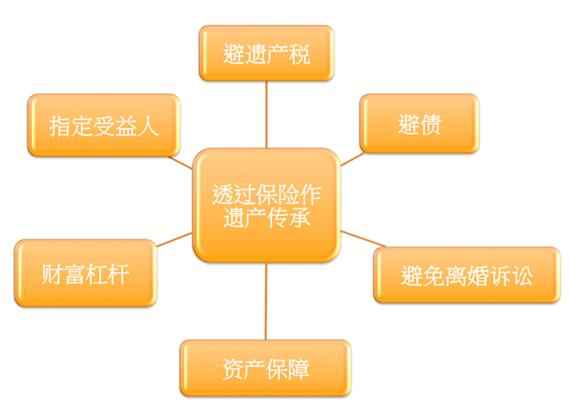 避遗产税
指定受益人
避债
透过保险作
遗产传承
财富杠杆
避免离婚诉讼
资产保障